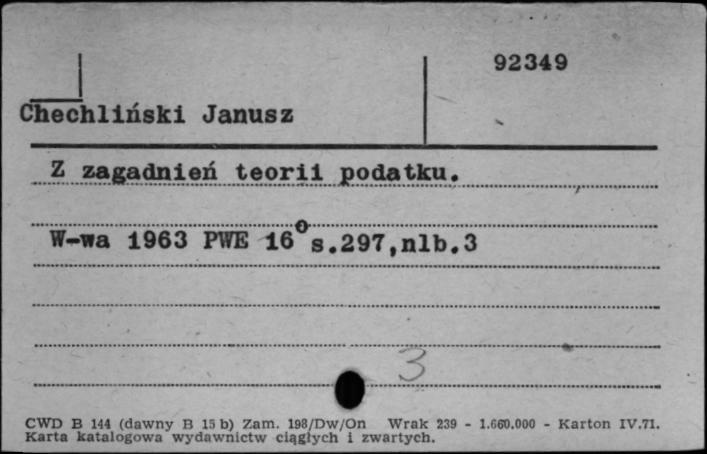 92349
Chechliński Janusz
Z zagadnień teorii podatku.
W-wa 1963 PWE 16° s.297,nlb.3
3
CWD B 144 (dawny B 15 b) Zam. 198/Dw/On Wrak 239 - 1.660.000 - Karton IV.71.
Karta katalogowa wydawnictw ciągłych i zwartych.